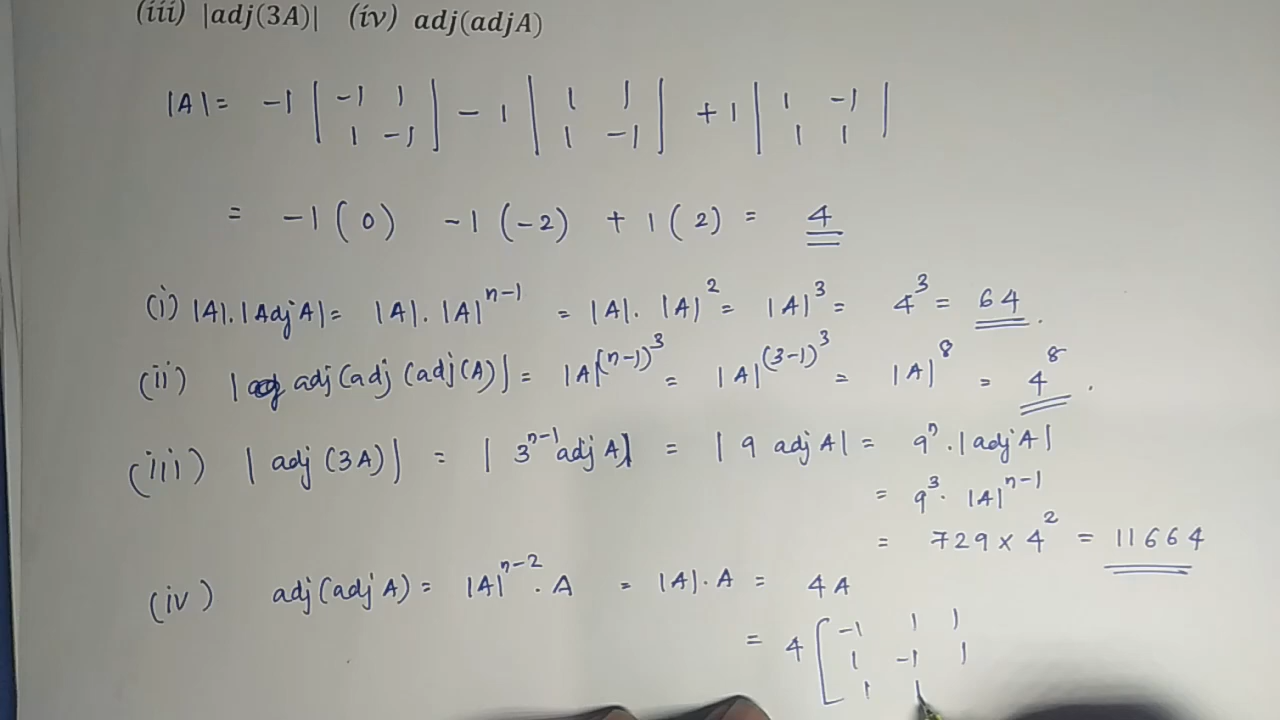 (iii) |adj(3A)| (iv) adj(adjA)
|A| = -1 | -1 1 | - 1 | 1 1 | + 1 | 1 -1 |
| 1 -1 | | 1 -1 | | 1 1 |
= -1(0) -1(-2) + 1(2) = 4
(i) |A|.|Adj A| = |A|.|A|^{n-1} = |A|.|A|^2 = |A|^3 = 4^3 = 64.
(ii) | adj(adj(adj(A)| = |A|^{(n-1)^3} = |A|^{(3-1)^3} = |A|^8 = 4^8.
(iii) |adj(3A)| = |3^{n-1} adj A| = |9 adj A| = 9^n.|adj A|
= 9^3.|A|^{n-1}
= 729 × 4^2 = 11664
(iv) adj(adj A) = |A|^{n-2}.A = |A|.A = 4A
= 4 [ -1 1 1
1 -1 1
1 1